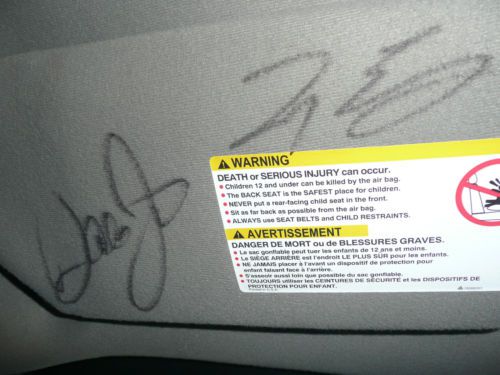 WARNING
DEATH or SERIOUS INJURY can occur.
Children 12 and under can be killed by the air bag.
The BACK SEAT is the SAFEST place for children.
NEVER put a rear-facing child seat in the front.
Sit as far back as possible from the air bag.
ALWAYS use SEAT BELTS and CHILD RESTRAINTS.
AVERTISSEMENT
DANGER DE MORT ou de BLESSURES GRAVES.
Le sac gonflable peut tuer les enfants de 12 ans et moins.
Le SIÈGE ARRIÈRE est l'endroit LE PLUS SÛR pour les enfants.
NE JAMAIS placer à l'avant un dispositif de protection pour
enfant faisant face à l'arrière.
S'asseoir aussi loin que possible du sac gonflable.
TOUJOURS utiliser les CEINTURES DE SÉCURITÉ et les DISPOSITIFS DE
PROTECTION POUR ENFANT.